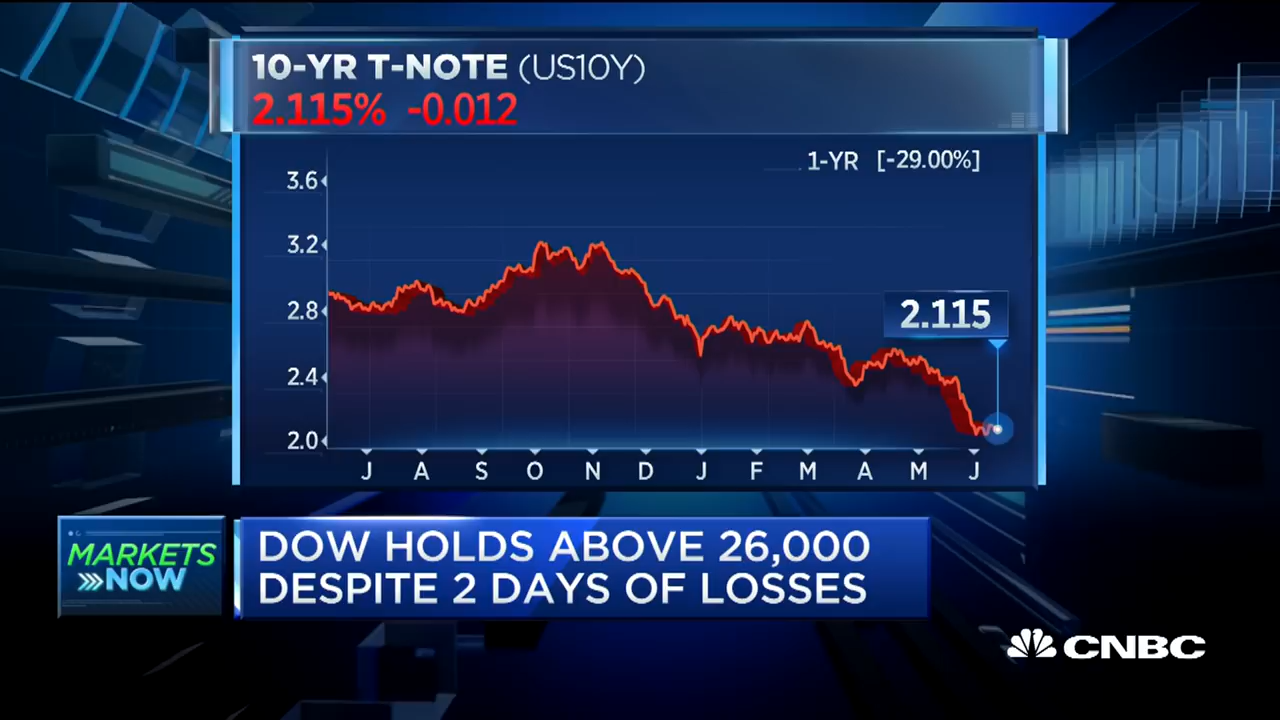 10-YR T-NOTE (US10Y)
2.115% -0.012
1-YR [-29.00%]
3.6
3.2
2.8
2.4
2.0
2.115
J A S O N D J F M A M J
MARKETS
NOW
DOW HOLDS ABOVE 26,000
DESPITE 2 DAYS OF LOSSES
CNBC